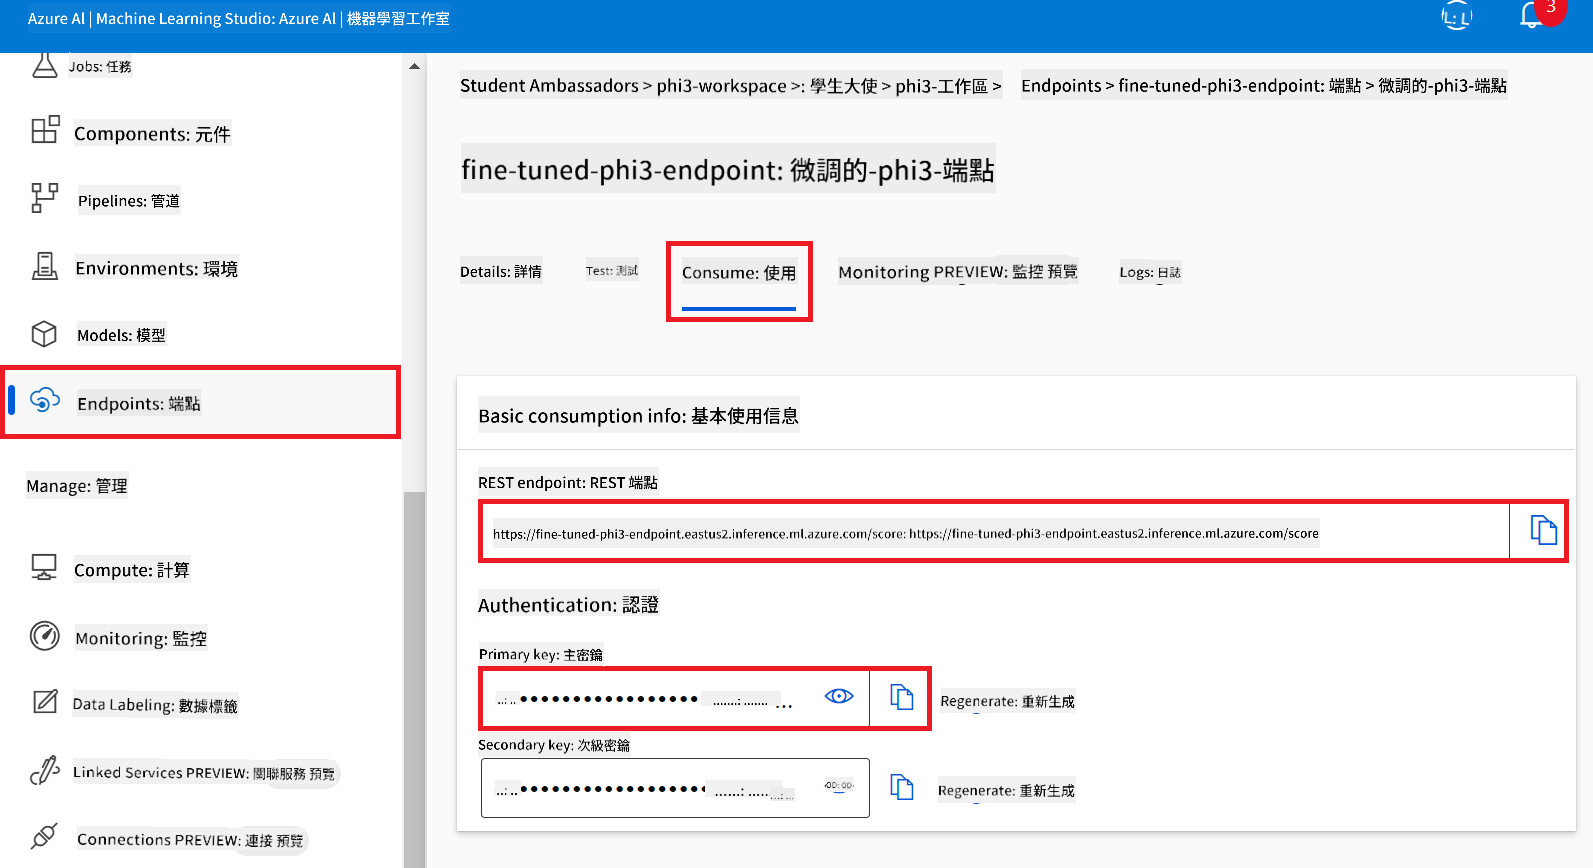 Azure Al | Machine Learning Studio: Azure Al | 機器學習工作室
3
Jobs: 任務
Components: 元件
Pipelines: 管道
Environments: 環境
Models: 模型
Endpoints: 端點
Manage: 管理
Compute: 計算
Monitoring: 監控
Data Labeling: 數據標籤
Linked Services PREVIEW: 關聯服務 預覽
Connections PREVIEW: 連接 預覽
Student Ambassadors > phi3-workspace >: 學生大使 > phi3-工作區 > Endpoints > fine-tuned-phi3-endpoint: 端點 > 微調的-phi3-端點
fine-tuned-phi3-endpoint: 微調的-phi3-端點
Details: 詳情 Test: 測試 Consume: 使用 Monitoring PREVIEW: 監控 預覽 Logs: 日誌
Basic consumption info: 基本使用信息
REST endpoint: REST 端點
https://fine-tuned-phi3-endpoint.eastus2.inference.ml.azure.com/score: https://fine-tuned-phi3-endpoint.eastus2.inference.ml.azure.com/score
Authentication: 認證
Primary key: 主密鑰
Regenerate: 重新生成
Secondary key: 次級密鑰
Regenerate: 重新生成